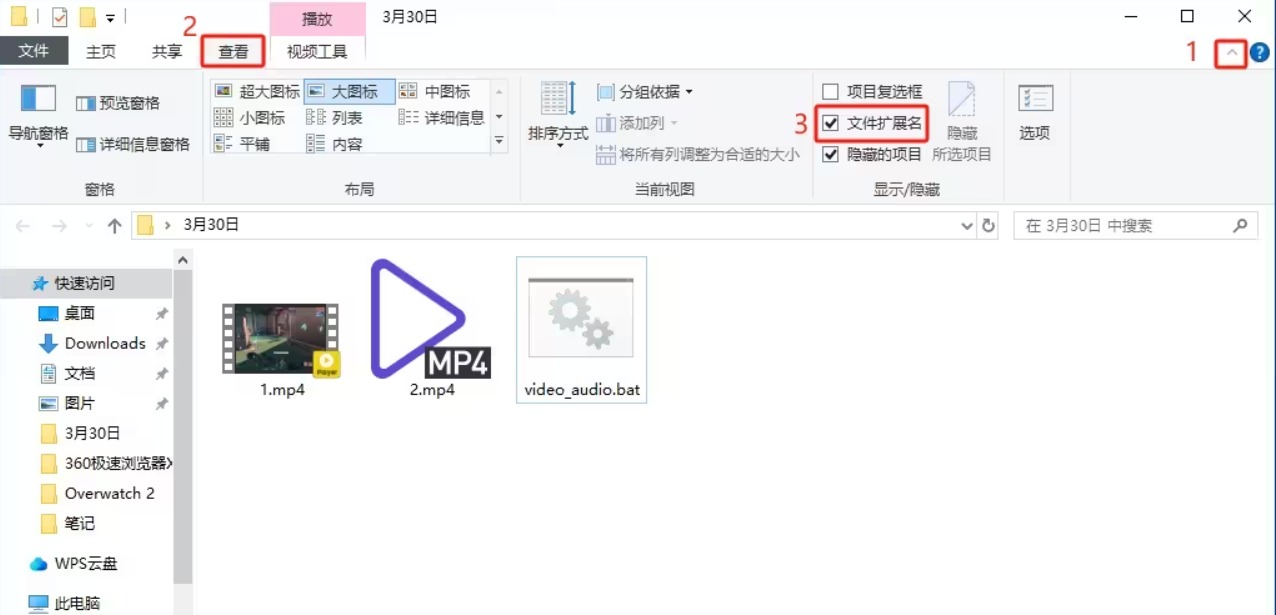 播放
3月30日
2
文件
主页
共享
查看
视频工具
1
导航窗格
预览窗格
详细信息窗格
窗格
超大图标
大图标
中图标
小图标
列表
详细信息
平铺
内容
布局
排序方式
分组依据
添加列
将所有列调整为合适的大小
当前视图
项目复选框
3
文件扩展名
隐藏的项目
隐藏
所选项目
显示/隐藏
选项
3月30日
在 3月30日 中搜索
快速访问
桌面
Downloads
文档
图片
3月30日
360极速浏览器X
Overwatch 2
笔记
WPS云盘
此电脑
Player
1.mp4
MP4
2.mp4
video_audio.bat